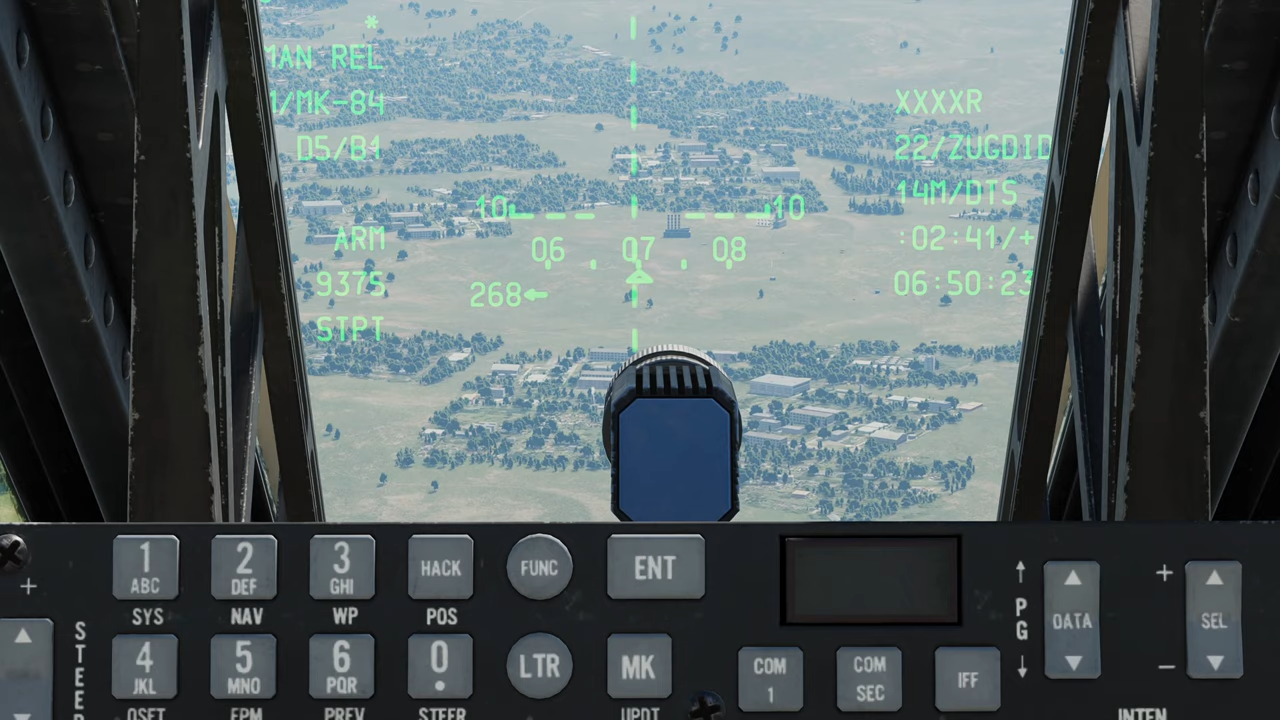 *
MAN REL
1/MK-84
D5/B1
XXXXR
22/ZUGDID
14M/DTS
10 10
06 07 08
ARM
:02:41/+
9375
268←
06:50:23
STPT
1 ABC
2 DEF
3 GHI
HACK
FUNC
ENT
SYS
NAV
WP
POS
4 JKL
5 MNO
6 PQR
0
LTR
MK
OSET
EPM
PREV
STEER
UPDT
STEER
+
COM 1
COM SEC
IFF
↑ PG ↓
DATA
+
SEL
-
INTEN